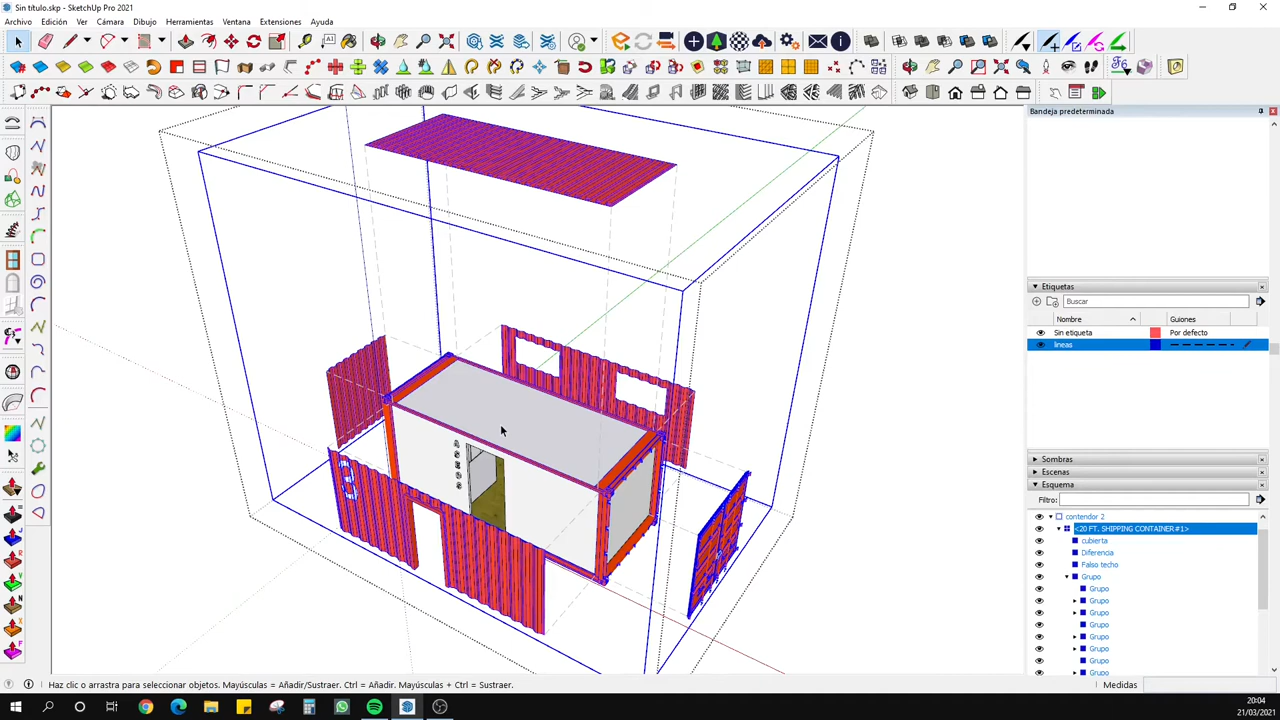 Sin título.skp - SketchUp Pro 2021
Archivo Edición Ver Cámara Dibujo Herramientas Ventana Extensiones Ayuda
Bandeja predeterminada
Etiquetas
Buscar
Nombre Guiones
Sin etiqueta Por defecto
lineas
Sombras
Escenas
Esquema
Filtro:
contendor 2
<20 FT. SHIPPING CONTAINER#1>
cubierta
Diferencia
Falso techo
Grupo
Grupo
Grupo
Grupo
Grupo
Grupo
Grupo
Grupo
Grupo
ASEOS
Haz clic o arrastra para seleccionar objetos. Mayúsculas = Añadir/Sustraer. Ctrl = Añadir. Mayúsculas + Ctrl = Sustraer.
Medidas
20:04
21/03/2021